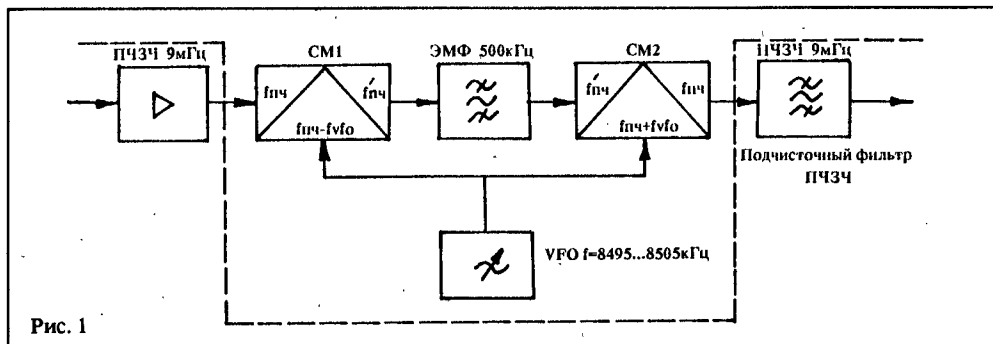 ПЧЗЧ 9мГц
СМ1
ЭМФ 500кГц
СМ2
ПЧЗЧ 9мГц
fпч
f′пч
fпч-fvfo
f′пч
fпч
fпч+fvfo
Подчисточный фильтр
ПЧЗЧ
VFO f=8495...8505кГц
Рис. 1